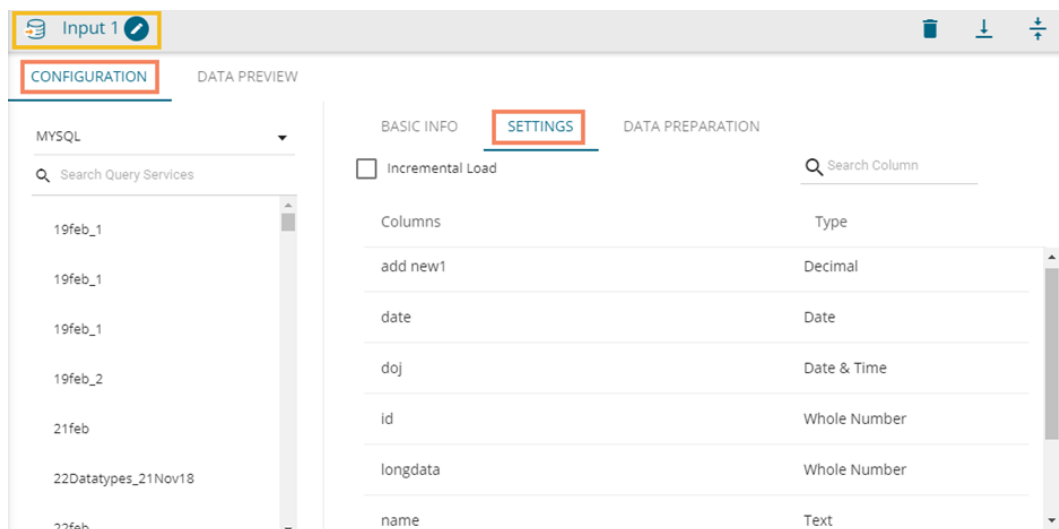 Input 1
CONFIGURATION DATA PREVIEW
MYSQL
Search Query Services
19feb_1
19feb_1
19feb_1
19feb_2
21feb
22Datatypes_21Nov18
22feb
BASIC INFO SETTINGS DATA PREPARATION
Incremental Load Search Column
Columns Type
add new1 Decimal
date Date
doj Date & Time
id Whole Number
longdata Whole Number
name Text